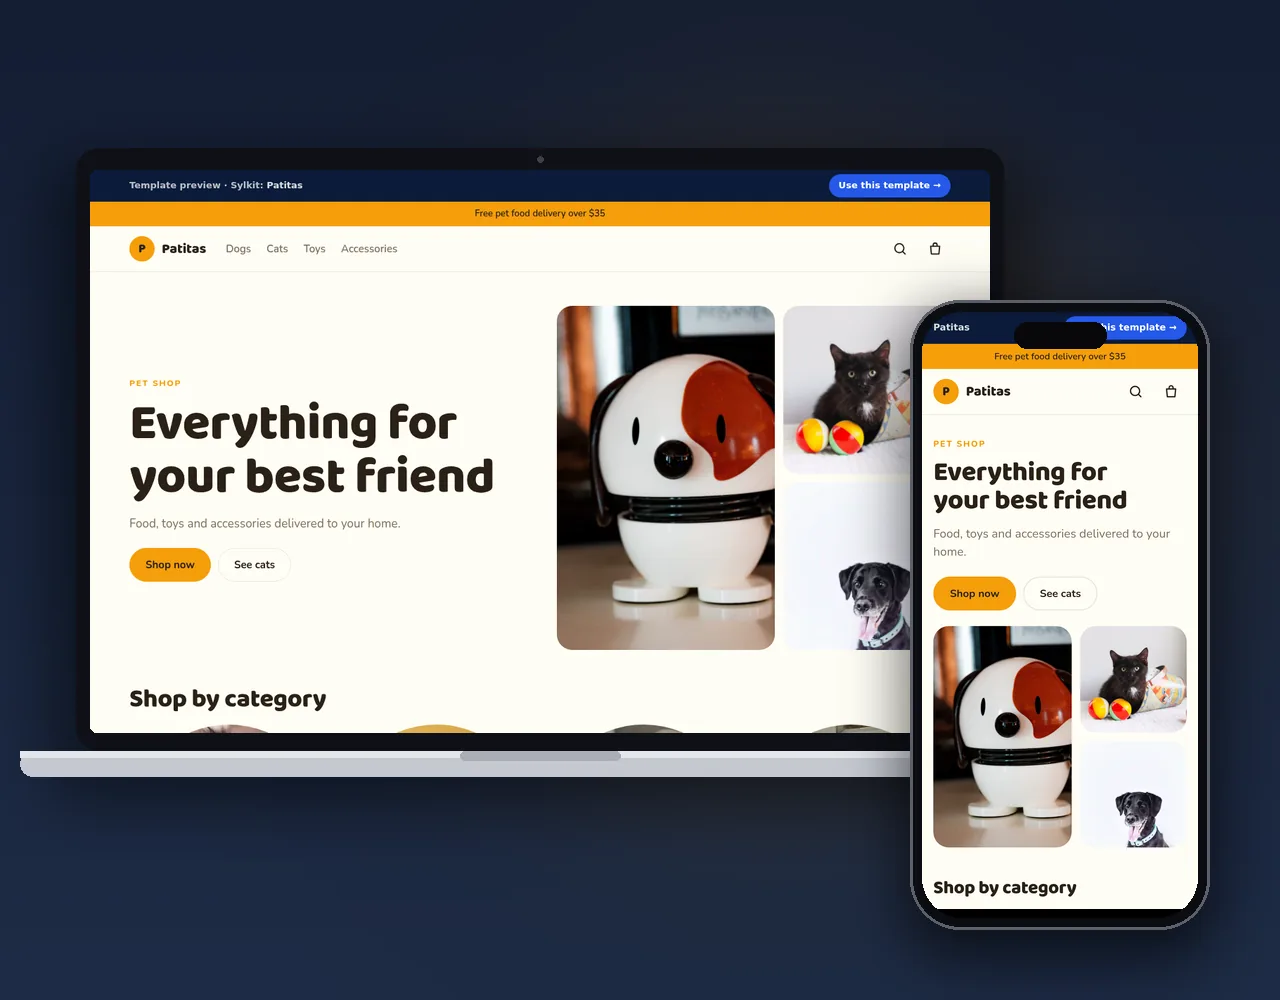 Template preview · Sylkit: Patitas
Use this template →
Free pet food delivery over $35
P Patitas Dogs Cats Toys Accessories
PET SHOP
Everything for
your best friend
Food, toys and accessories delivered to your home.
Shop now See cats
Shop by category
Patitas
his template →
Free pet food delivery over $35
P Patitas
PET SHOP
Everything for
your best friend
Food, toys and accessories delivered to your
home.
Shop now See cats
Shop by category